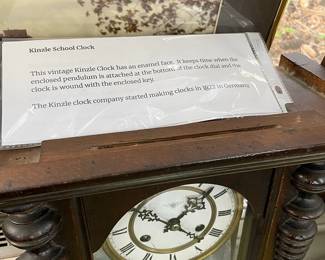 Kinzle School Clock
This vintage Kinzle Clock has an enamel face. It keeps time when the
enclosed pendulum is attached at the bottom of the clock dial and the
clock is wound with the enclosed key.
The Kinzle clock company started making clocks in 1822 in Germany